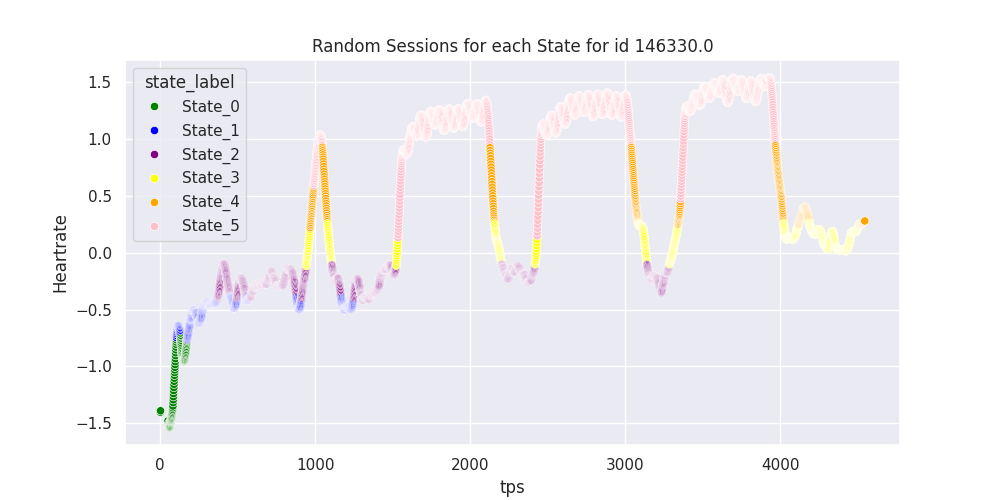 Random Sessions for each State for id 146330.0
Heartrate
1.5
1.0
0.5
0.0
−0.5
−1.0
−1.5
state_label
State_0
State_1
State_2
State_3
State_4
State_5
0 1000 2000 3000 4000
tps